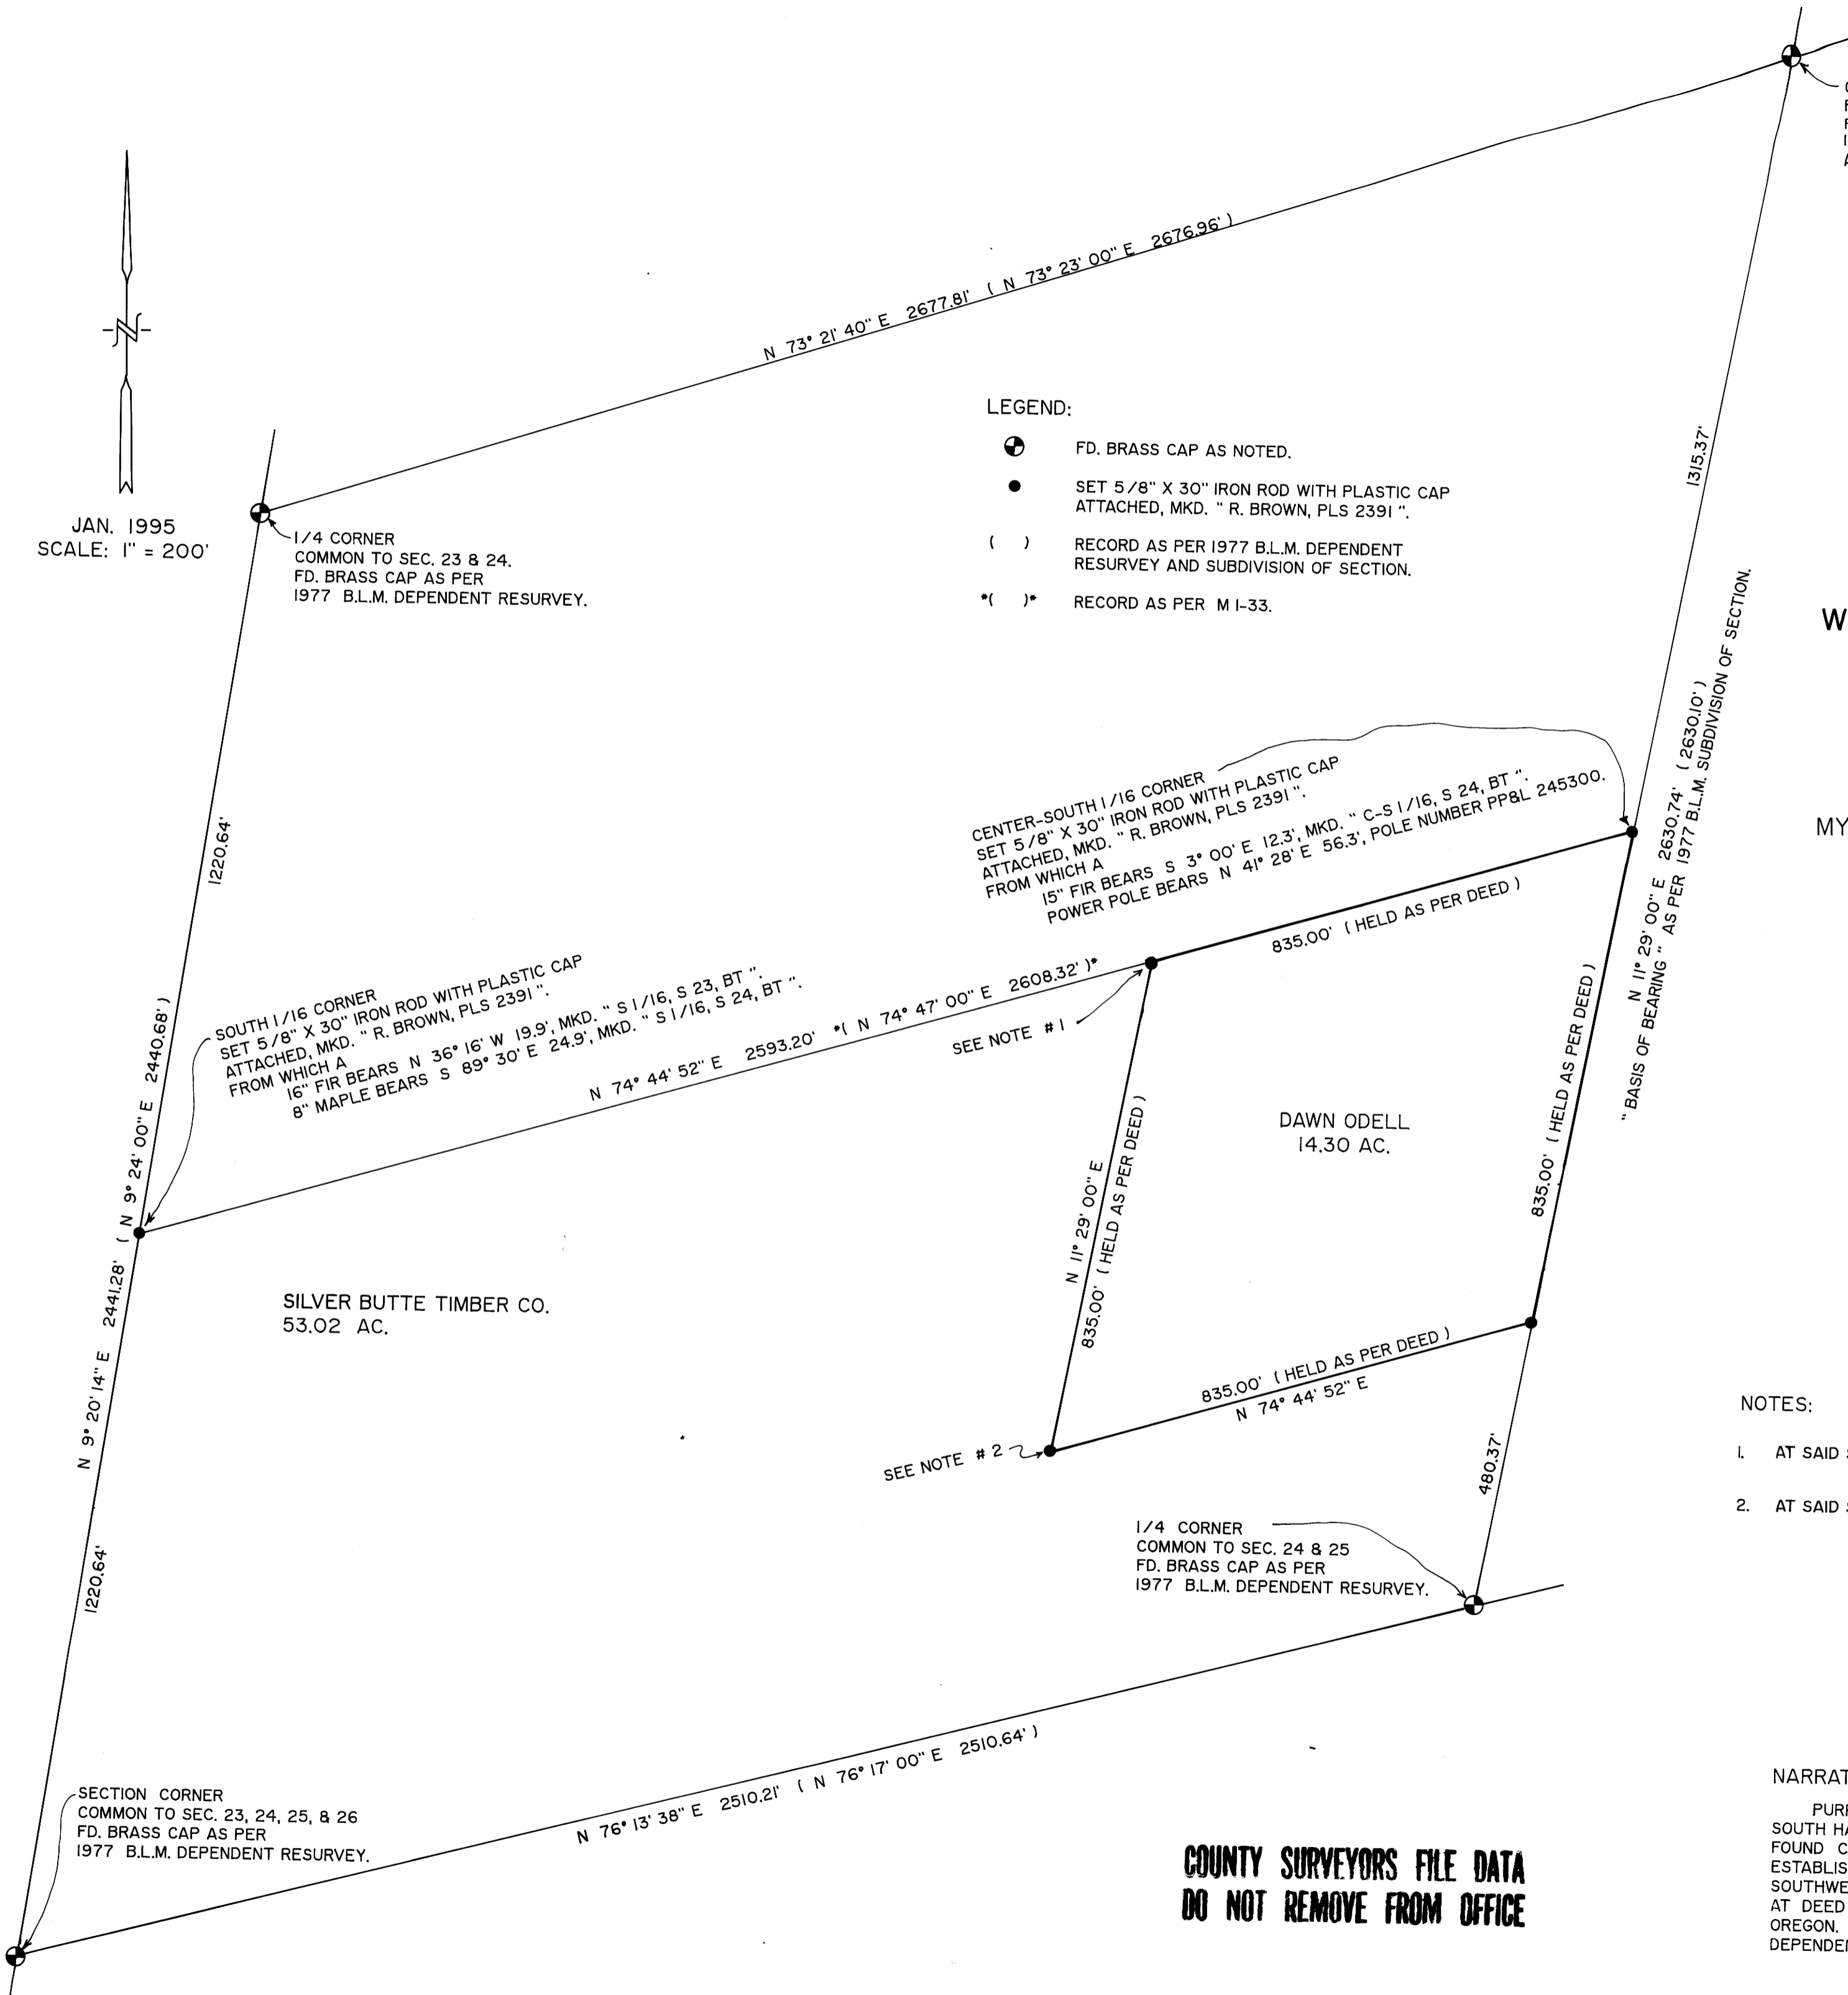 N
JAN. 1995
SCALE: 1" = 200'
1/4 CORNER
COMMON TO SEC. 23 & 24.
FD. BRASS CAP AS PER
1977 B.L.M. DEPENDENT RESURVEY.
N 73° 21' 40" E 2677.81' ( N 73° 23' 00" E 2676.96' )
LEGEND:
FD. BRASS CAP AS NOTED.
SET 5/8" X 30" IRON ROD WITH PLASTIC CAP
ATTACHED, MKD. " R. BROWN, PLS 2391 ".
( ) RECORD AS PER 1977 B.L.M. DEPENDENT
RESURVEY AND SUBDIVISION OF SECTION.
*( )* RECORD AS PER M 1-33.
1315.37'
W
MY
1220.64'
CENTER-SOUTH 1/16 CORNER
SET 5/8" X 30" IRON ROD WITH PLASTIC CAP
ATTACHED, MKD. " R. BROWN, PLS 2391 ".
FROM WHICH A
15" FIR BEARS S 3° 00' E 12.3', MKD. " C-S 1/16, S 24, BT ".
POWER POLE BEARS N 41° 28' E 56.3', POLE NUMBER PP&L 245300.
N 11° 29' 00" E 2630.74' ( 2630.10' )
" BASIS OF BEARING " AS PER 1977 B.L.M. SUBDIVISION OF SECTION.
835.00' ( HELD AS PER DEED )
SOUTH 1/16 CORNER
SET 5/8" X 30" IRON ROD WITH PLASTIC CAP
ATTACHED, MKD. " R. BROWN, PLS 2391 ".
FROM WHICH A
16" FIR BEARS N 36° 16' W 19.9', MKD. " S 1/16, S 23, BT ".
8" MAPLE BEARS S 89° 30' E 24.9', MKD. " S 1/16, S 24, BT ".
N 74° 44' 52" E 2593.20' *( N 74° 47' 00" E 2608.32' )*
SEE NOTE # 1
N 9° 20' 14" E 2441.28' ( N 9° 24' 00" E 2440.68' )
N 11° 29' 00" E
835.00' ( HELD AS PER DEED )
DAWN ODELL
14.30 AC.
835.00' ( HELD AS PER DEED )
SILVER BUTTE TIMBER CO.
53.02 AC.
835.00' ( HELD AS PER DEED )
N 74° 44' 52" E
SEE NOTE # 2
480.37'
NOTES:
1. AT SAID
2. AT SAID
1220.64'
1/4 CORNER
COMMON TO SEC. 24 & 25
FD. BRASS CAP AS PER
1977 B.L.M. DEPENDENT RESURVEY.
N 76° 13' 38" E 2510.21' ( N 76° 17' 00" E 2510.64' )
SECTION CORNER
COMMON TO SEC. 23, 24, 25, & 26
FD. BRASS CAP AS PER
1977 B.L.M. DEPENDENT RESURVEY.
COUNTY SURVEYORS FILE DATA
DO NOT REMOVE FROM OFFICE
NARRAT
PUR
SOUTH HA
FOUND C
ESTABLIS
SOUTHWE
AT DEED
OREGON.
DEPENDE